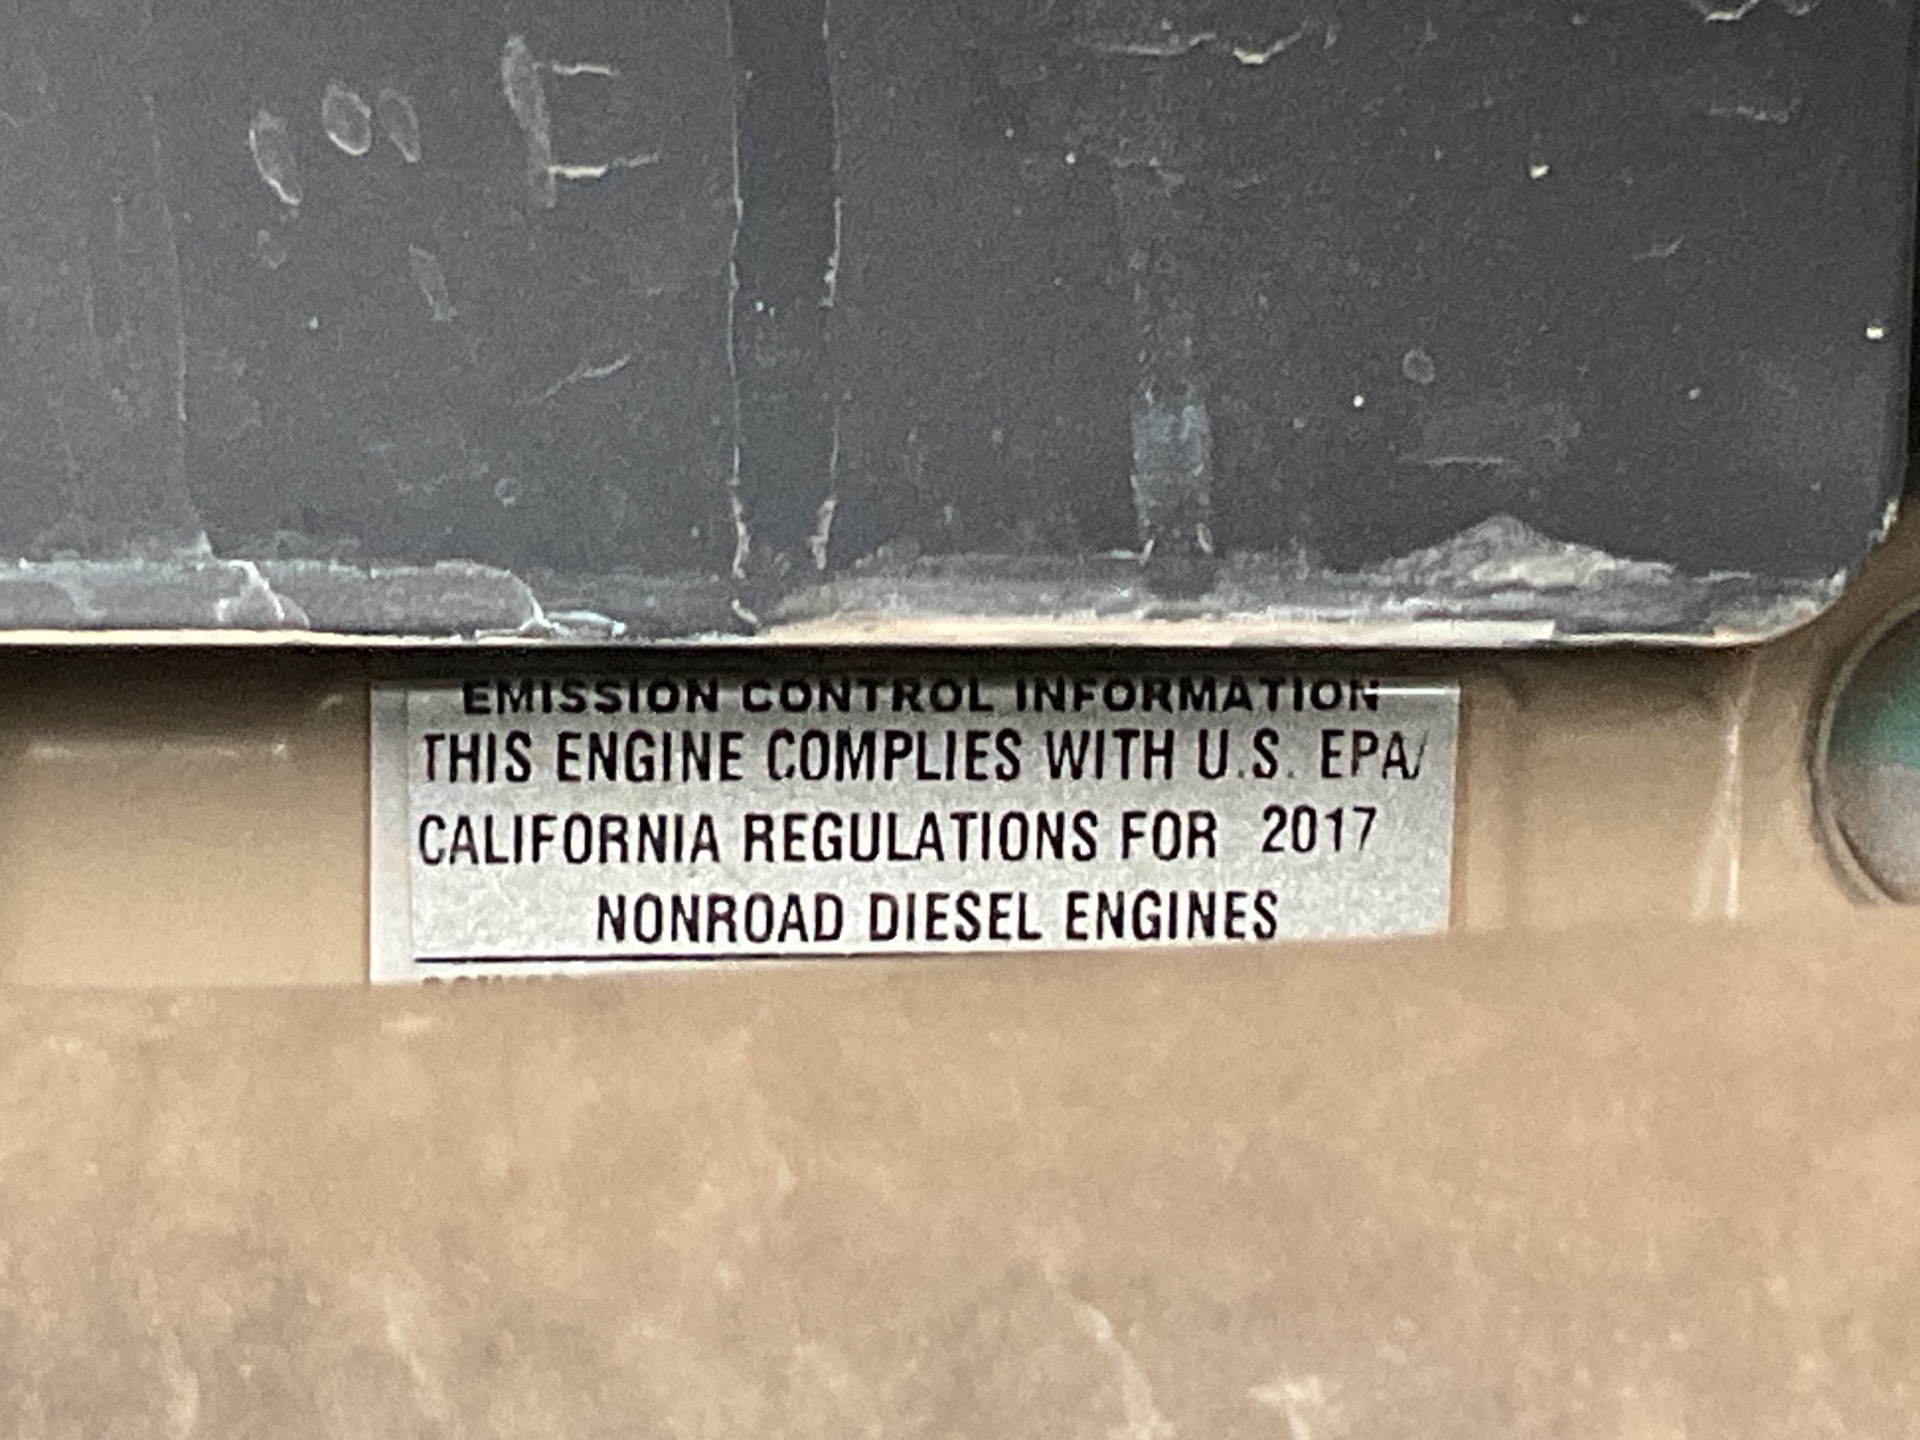 EMISSION CONTROL INFORMATION
THIS ENGINE COMPLIES WITH U.S. EPA/
CALIFORNIA REGULATIONS FOR 2017
NONROAD DIESEL ENGINES